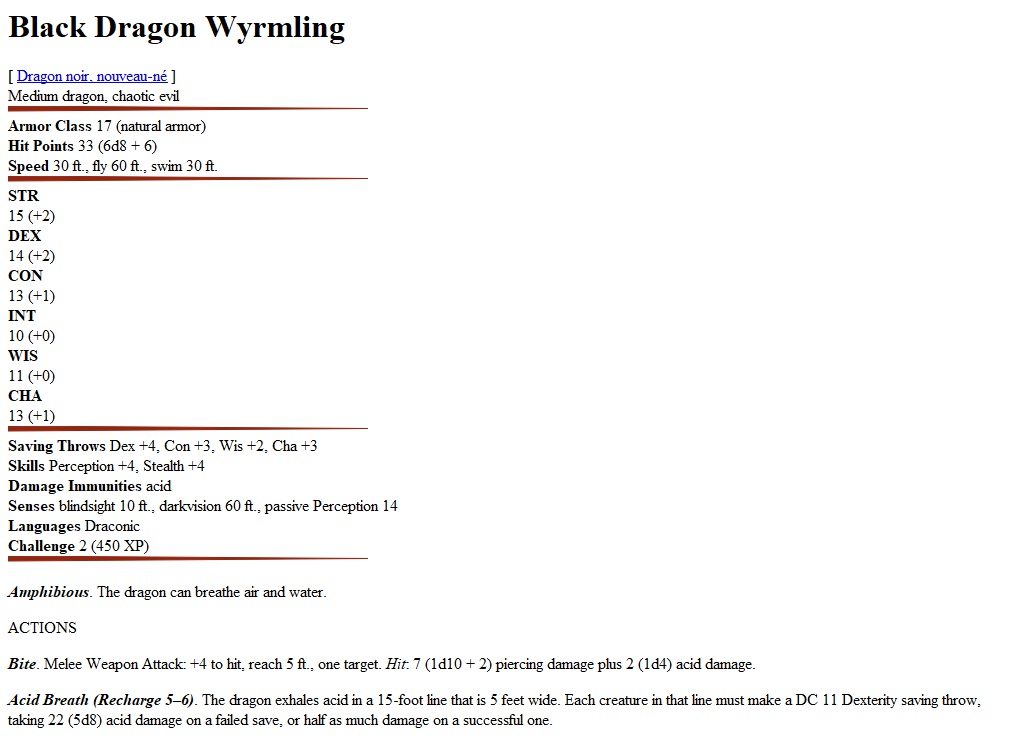 Black Dragon Wyrmling
[ Dragon noir, nouveau-né ]
Medium dragon, chaotic evil
Armor Class 17 (natural armor)
Hit Points 33 (6d8 + 6)
Speed 30 ft., fly 60 ft., swim 30 ft.
STR
15 (+2)
DEX
14 (+2)
CON
13 (+1)
INT
10 (+0)
WIS
11 (+0)
CHA
13 (+1)
Saving Throws Dex +4, Con +3, Wis +2, Cha +3
Skills Perception +4, Stealth +4
Damage Immunities acid
Senses blindsight 10 ft., darkvision 60 ft., passive Perception 14
Languages Draconic
Challenge 2 (450 XP)
Amphibious. The dragon can breathe air and water.
ACTIONS
Bite. Melee Weapon Attack: +4 to hit, reach 5 ft., one target. Hit: 7 (1d10 + 2) piercing damage plus 2 (1d4) acid damage.
Acid Breath (Recharge 5–6). The dragon exhales acid in a 15-foot line that is 5 feet wide. Each creature in that line must make a DC 11 Dexterity saving throw,
taking 22 (5d8) acid damage on a failed save, or half as much damage on a successful one.